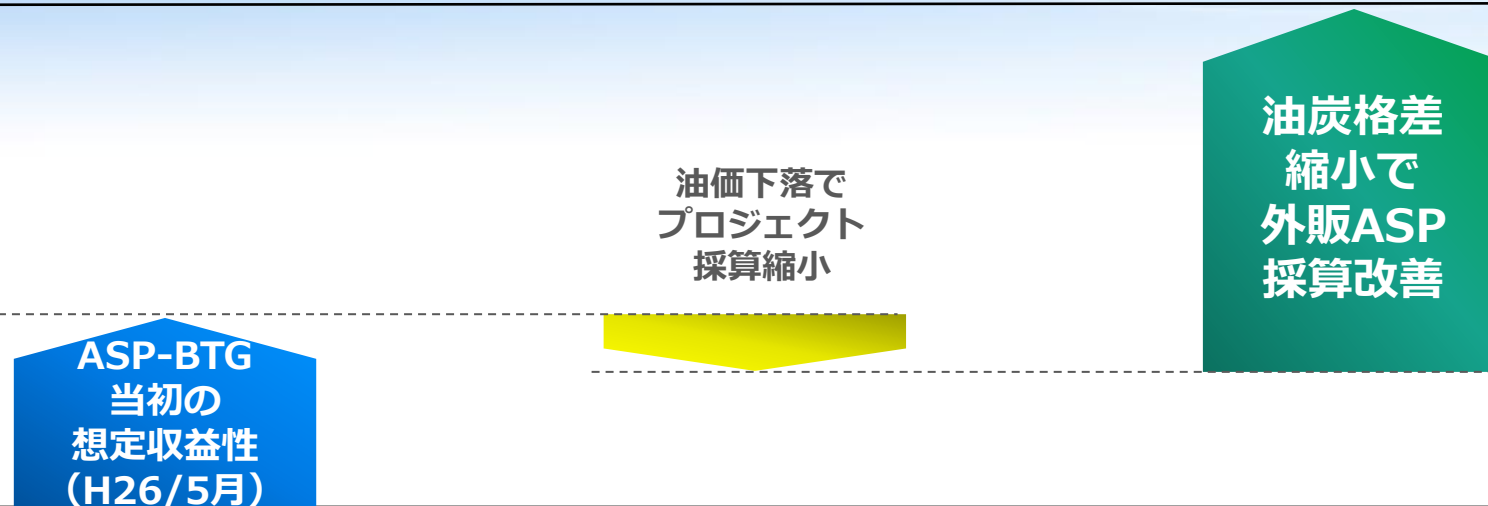 油価下落で
プロジェクト
採算縮小
油炭格差
縮小で
外販ASP
採算改善
ASP-BTG
当初の
想定収益性
（H26/5月）